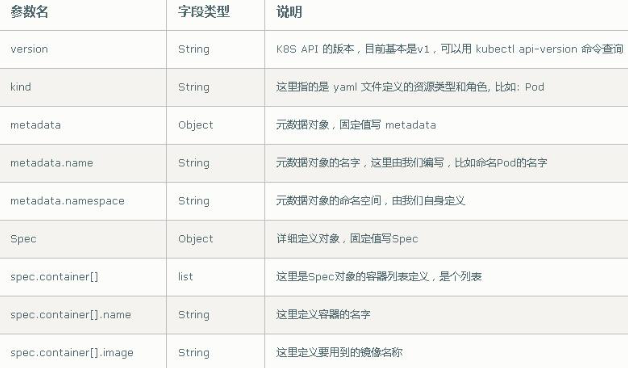 参数名 字段类型 说明
version String K8S API 的版本，目前基本是v1，可以用 kubectl api-version 命令查询
kind String 这里指的是 yaml 文件定义的资源类型和角色, 比如: Pod
metadata Object 元数据对象，固定值写 metadata
metadata.name String 元数据对象的名字，这里由我们编写，比如命名Pod的名字
metadata.namespace String 元数据对象的命名空间，由我们自身定义
Spec Object 详细定义对象，固定值写Spec
spec.container[] list 这里是Spec对象的容器列表定义，是个列表
spec.container[].name String 这里定义容器的名字
spec.container[].image String 这里定义要用到的镜像名称